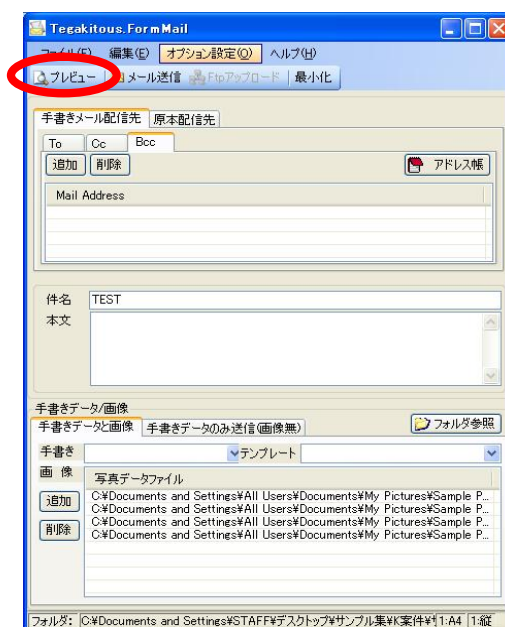 Tegakitous.FormMail
ファイル(F) 編集(E) オプション設定(O) ヘルプ(H)
プレビュー メール送信 Ftpアップロード 最小化
手書きメール配信先 原本配信先
To Cc Bcc
追加 削除 アドレス帳
Mail Address
件名 TEST
本文
手書きデータ/画像
手書きデータと画像 手書きデータのみ送信(画像無) フォルダ参照
手書き テンプレート
画 像 写真データファイル
追加 C:¥Documents and Settings¥All Users¥Documents¥My Pictures¥Sample P...
C:¥Documents and Settings¥All Users¥Documents¥My Pictures¥Sample P...
削除 C:¥Documents and Settings¥All Users¥Documents¥My Pictures¥Sample P...
C:¥Documents and Settings¥All Users¥Documents¥My Pictures¥Sample P...
フォルダ: C:¥Documents and Settings¥STAFF¥デスクトップ¥サンプル集¥K案件¥ 1:A4 1:縦